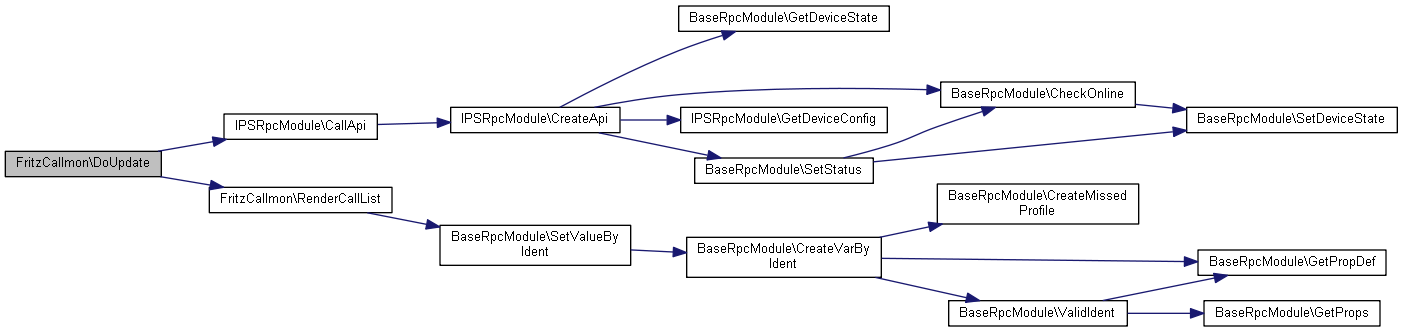 BaseRpcModule\GetDeviceState
BaseRpcModule\CheckOnline
IPSRpcModule\CallApi
IPSRpcModule\CreateApi
IPSRpcModule\GetDeviceConfig
BaseRpcModule\SetDeviceState
FritzCallmon\DoUpdate
BaseRpcModule\SetStatus
FritzCallmon\RenderCallList
BaseRpcModule\CreateMissed
Profile
BaseRpcModule\SetValueBy
Ident
BaseRpcModule\CreateVarBy
Ident
BaseRpcModule\GetPropDef
BaseRpcModule\ValidIdent
BaseRpcModule\GetProps